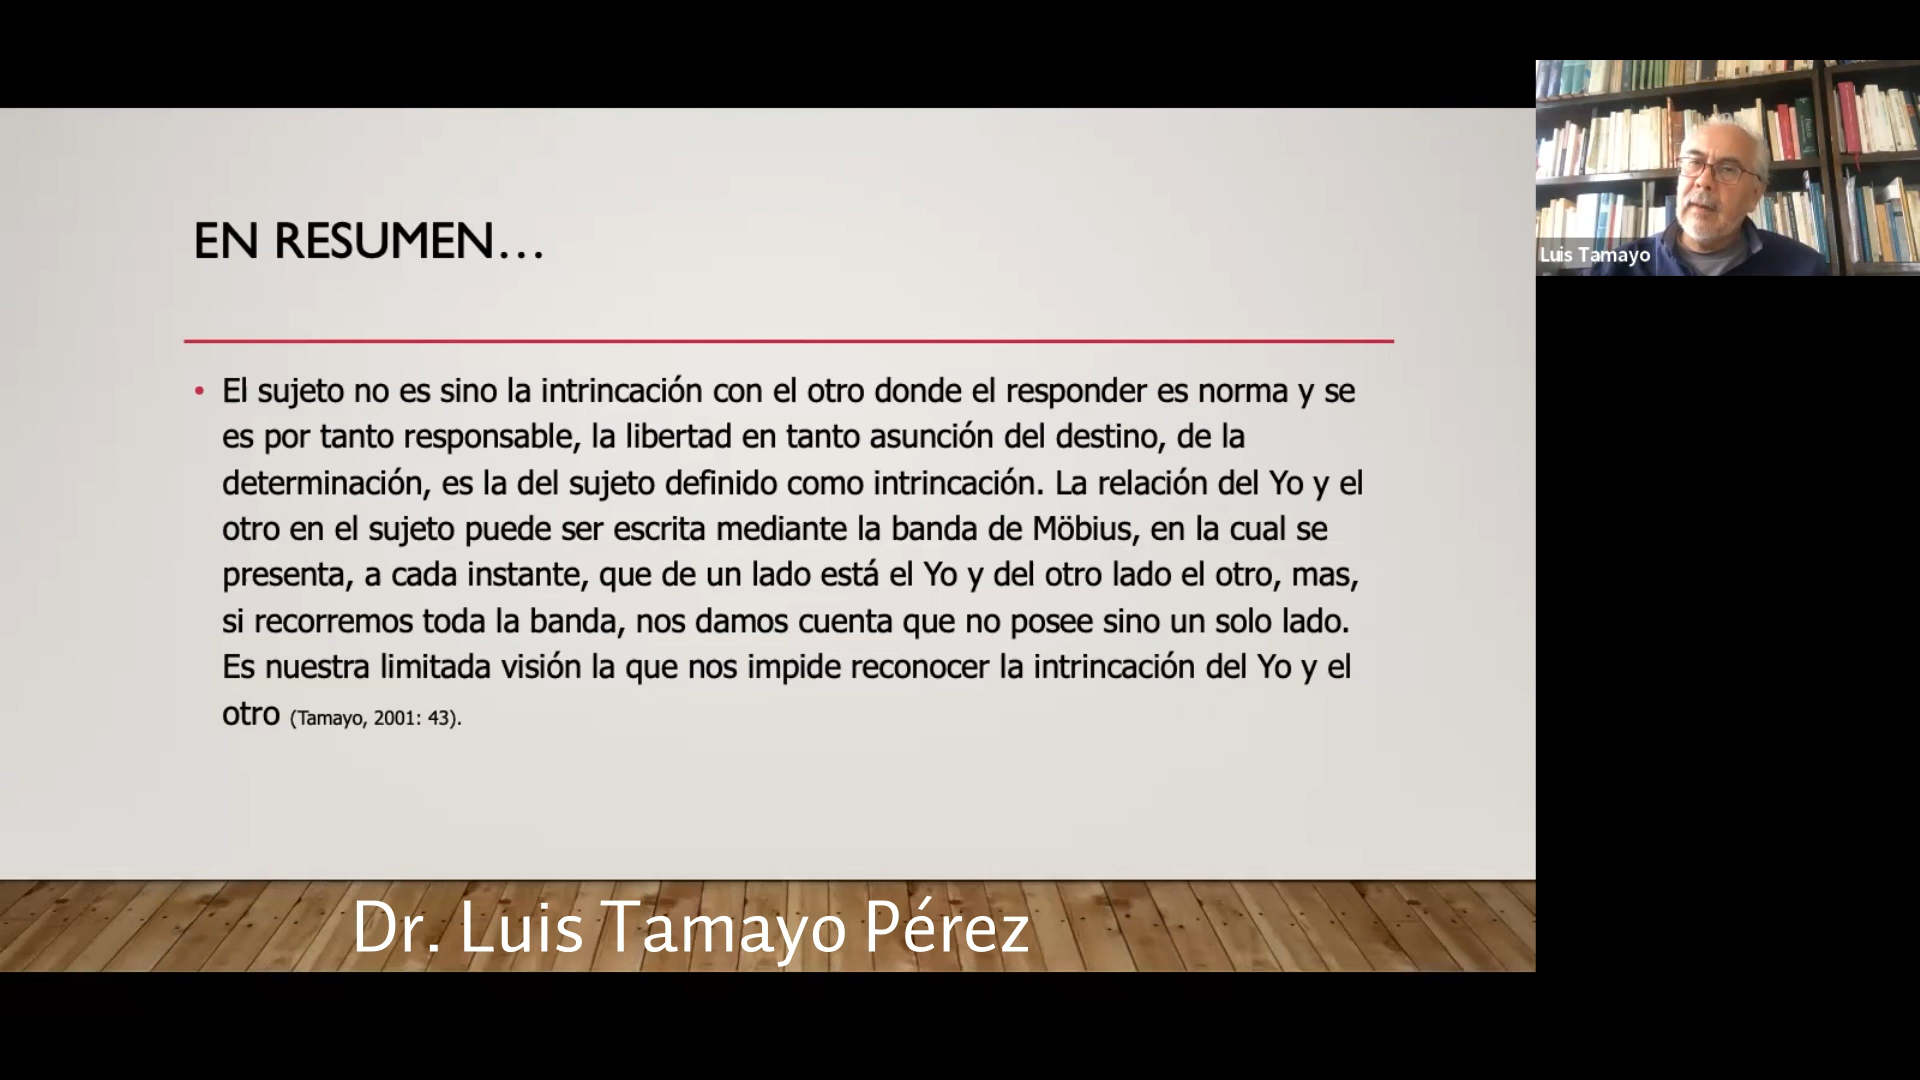 EN RESUMEN…
• El sujeto no es sino la intrincación con el otro donde el responder es norma y se
es por tanto responsable, la libertad en tanto asunción del destino, de la
determinación, es la del sujeto definido como intrincación. La relación del Yo y el
otro en el sujeto puede ser escrita mediante la banda de Möbius, en la cual se
presenta, a cada instante, que de un lado está el Yo y del otro lado el otro, mas,
si recorremos toda la banda, nos damos cuenta que no posee sino un solo lado.
Es nuestra limitada visión la que nos impide reconocer la intrincación del Yo y el
otro (Tamayo, 2001: 43).
Dr. Luis Tamayo Pérez
Luis Tamayo